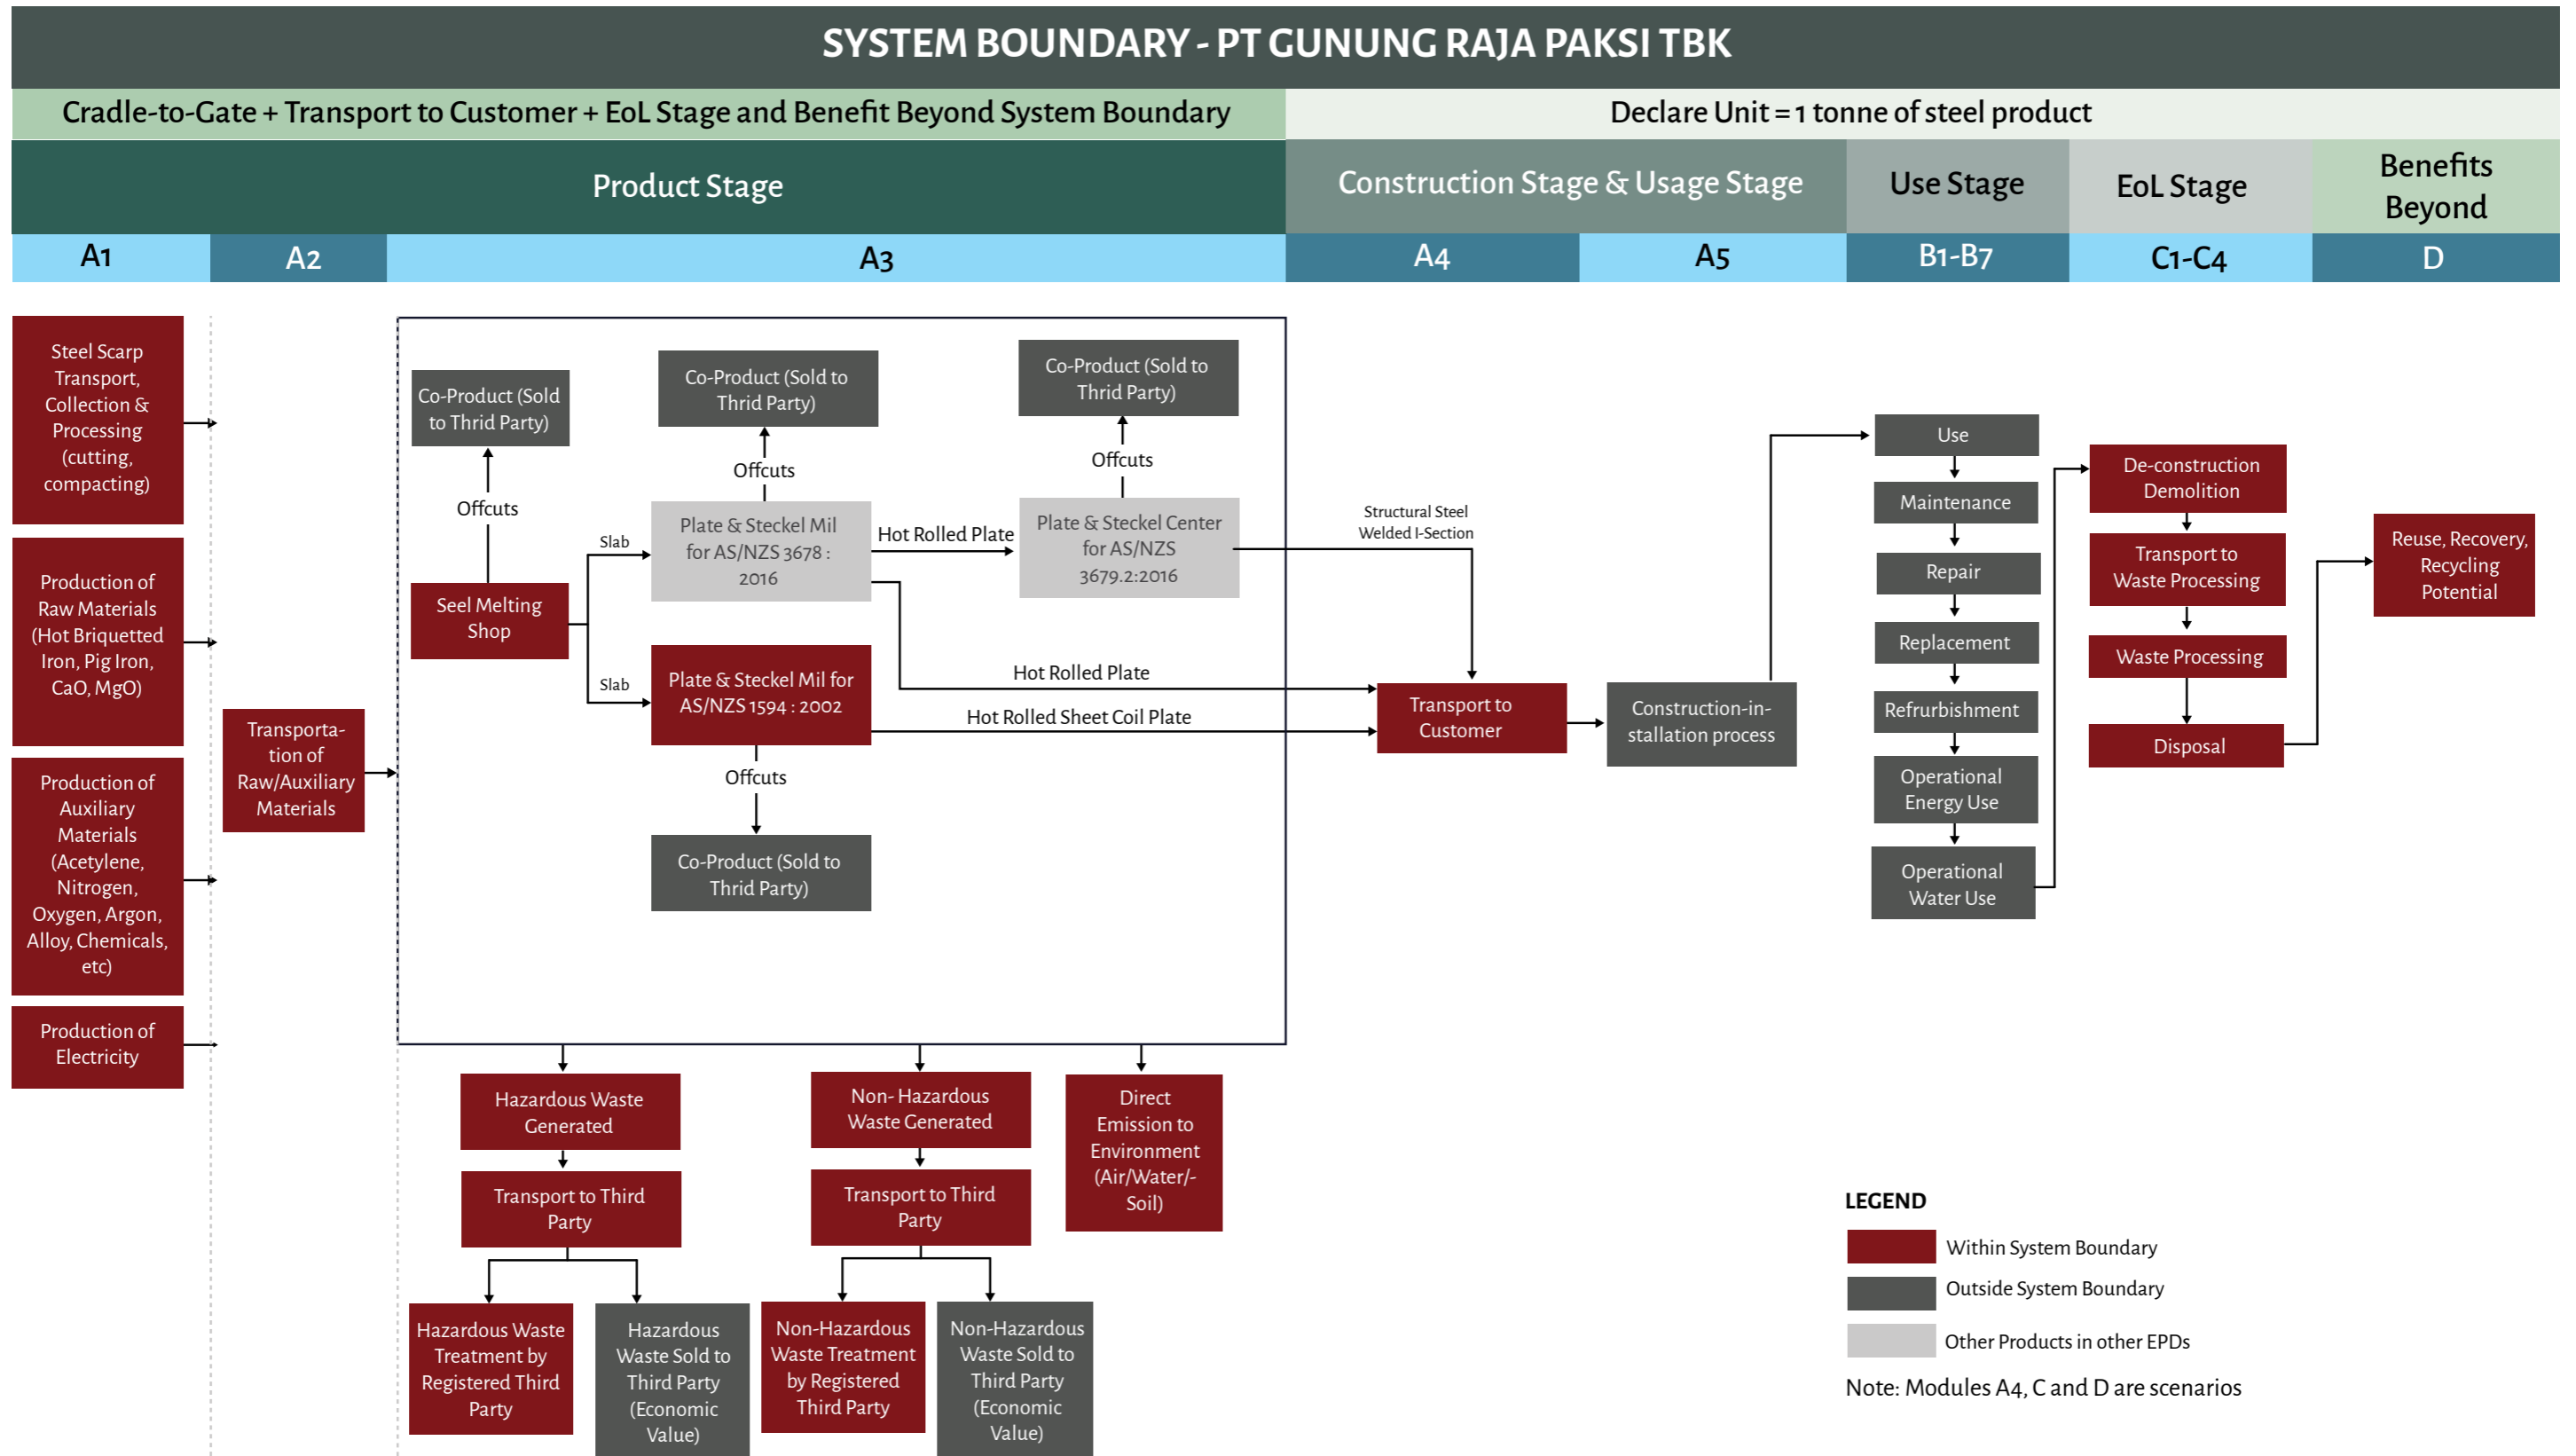 SYSTEM BOUNDARY - PT GUNUNG RAJA PAKSI TBK
Cradle-to-Gate + Transport to Customer + EoL Stage and Benefit Beyond System Boundary
Declare Unit = 1 tonne of steel product
Product Stage
Construction Stage & Usage Stage
Use Stage
EoL Stage
Benefits
Beyond
A1
A2
A3
A4
A5
B1-B7
C1-C4
D
Steel Scarp
Transport,
Collection &
Processing
(cutting,
compacting)
Production of
Raw Materials
(Hot Briquetted
Iron, Pig Iron,
CaO, MgO)
Production of
Auxiliary
Materials
(Acetylene,
Nitrogen,
Oxygen, Argon,
Alloy, Chemicals,
etc)
Production of
Electricity
Transporta-
tion of
Raw/Auxiliary
Materials
Co-Product (Sold
to Thrid Party)
Offcuts
Seel Melting
Shop
Slab
Slab
Co-Product (Sold to
Thrid Party)
Offcuts
Plate & Steckel Mil
for AS/NZS 3678 :
2016
Hot Rolled Plate
Co-Product (Sold to
Thrid Party)
Offcuts
Plate & Steckel Center
for AS/NZS
3679.2:2016
Structural Steel
Welded I-Section
Plate & Steckel Mil for
AS/NZS 1594 : 2002
Hot Rolled Plate
Hot Rolled Sheet Coil Plate
Offcuts
Co-Product (Sold to
Thrid Party)
Transport to
Customer
Construction-in-
stallation process
Use
Maintenance
Repair
Replacement
Refrurbishment
Operational
Energy Use
Operational
Water Use
De-construction
Demolition
Transport to
Waste Processing
Waste Processing
Disposal
Reuse, Recovery,
Recycling
Potential
Hazardous Waste
Generated
Transport to Third
Party
Hazardous Waste
Treatment by
Registered Third
Party
Hazardous
Waste Sold to
Third Party
(Economic
Value)
Non- Hazardous
Waste Generated
Transport to Third
Party
Non-Hazardous
Waste Treatment
by Registered
Third Party
Non-Hazardous
Waste Sold to
Third Party
(Economic
Value)
Direct
Emission to
Environment
(Air/Water/-
Soil)
LEGEND
Within System Boundary
Outside System Boundary
Other Products in other EPDs
Note: Modules A4, C and D are scenarios